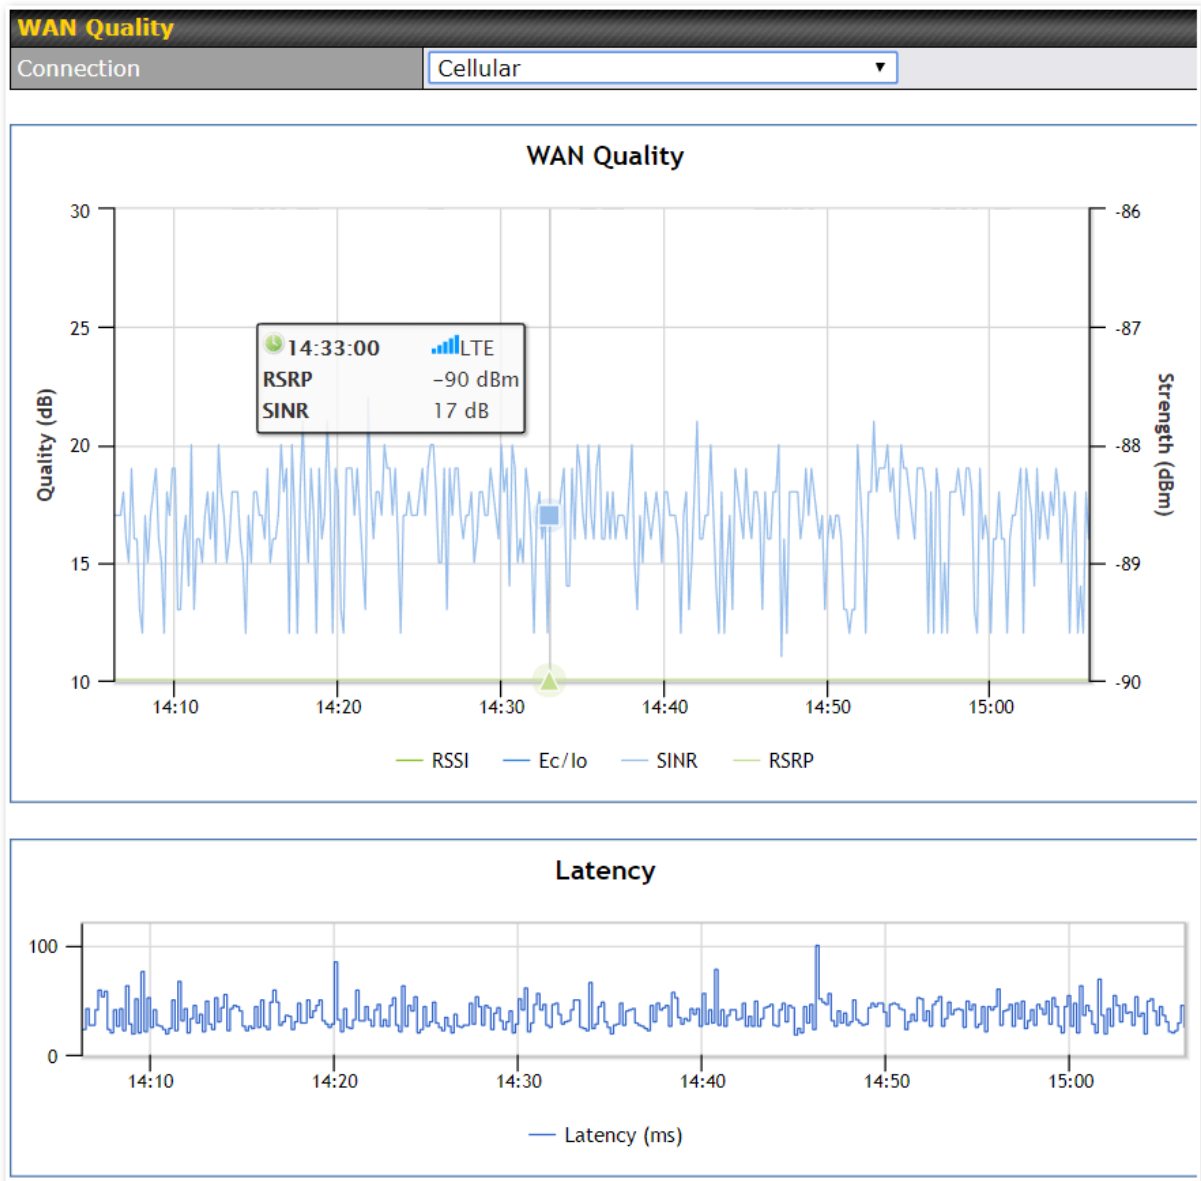 WAN Quality
Connection Cellular
WAN Quality
30 -86
25 -87
14:33:00 LTE
RSRP -90 dBm
SINR 17 dB
Quality (dB)
Strength (dBm)
20 -88
15 -89
10 -90
14:10 14:20 14:30 14:40 14:50 15:00
RSSI Ec/Io SINR RSRP
Latency
100
0
14:10 14:20 14:30 14:40 14:50 15:00
Latency (ms)